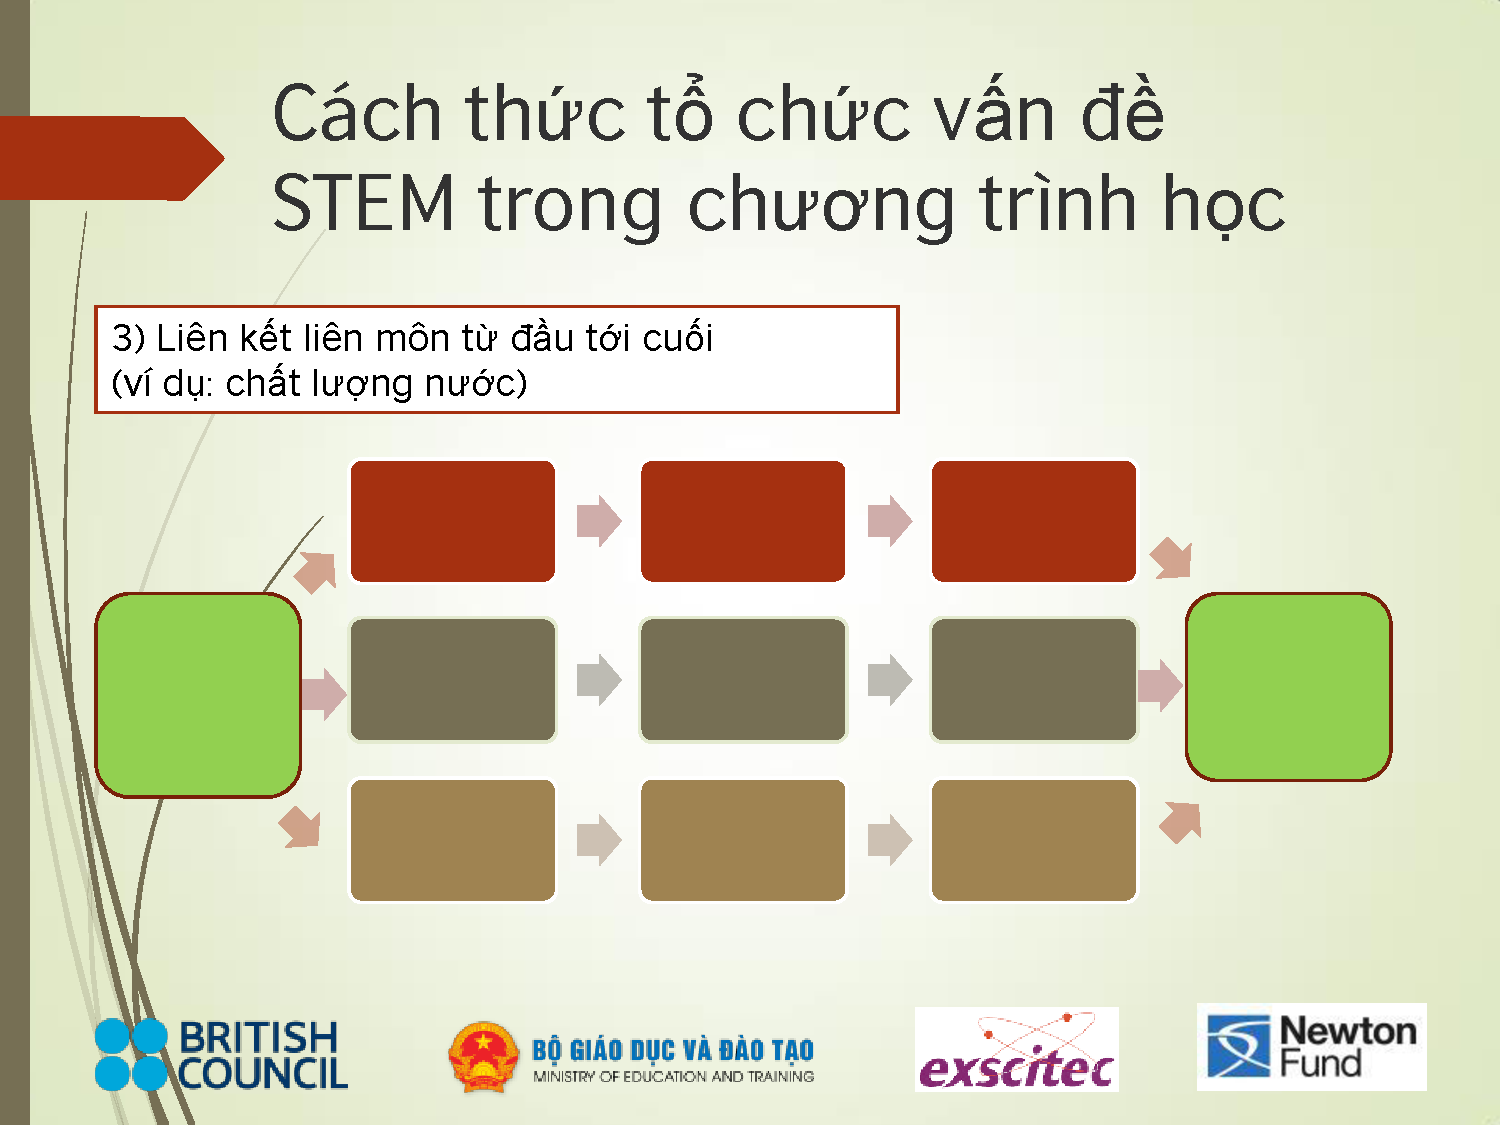 Cách thức tổ chức vấn đề
STEM trong chương trình học
3) Liên kết liên môn từ đầu tới cuối
(ví dụ: chất lượng nước)
BRITISH
COUNCIL
BỘ GIÁO DỤC VÀ ĐÀO TẠO
MINISTRY OF EDUCATION AND TRAINING
exscitec
Newton
Fund